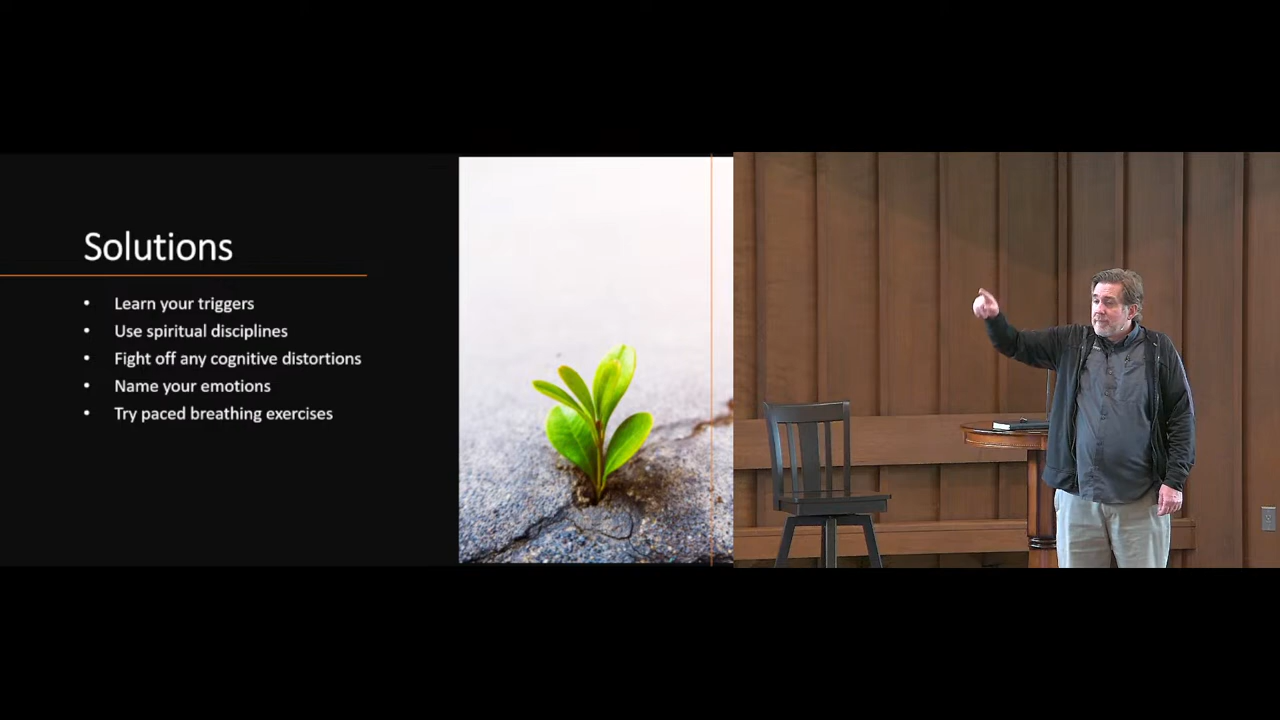 Solutions
• Learn your triggers
• Use spiritual disciplines
• Fight off any cognitive distortions
• Name your emotions
• Try paced breathing exercises